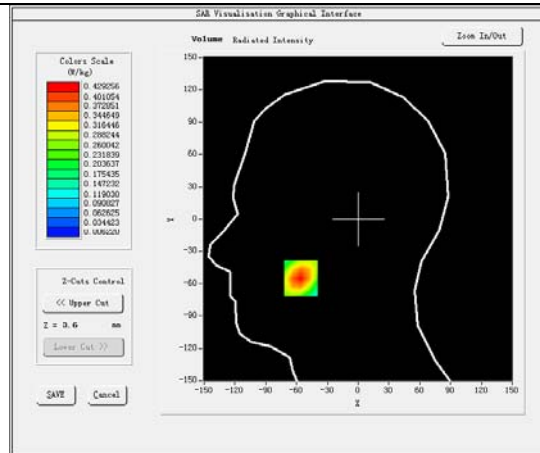 SAR Visualisation Graphical Interface
Volume Radiated Intensity
Zoom In/Out
Colors Scale
(W/kg)
0.429256
0.401054
0.372851
0.344649
0.316446
0.288244
0.260042
0.231839
0.203637
0.175435
0.147232
0.119030
0.090827
0.062625
0.034423
0.006220
Z-Cuts Control
<< Upper Cut
Z = 3.6 mm
Lower Cut >>
SAVE Cancel
150
120
90
60
30
0
-30
-60
-90
-120
-150
Y
-150 -120 -90 -60 -30 0 30 60 90 120 150
X